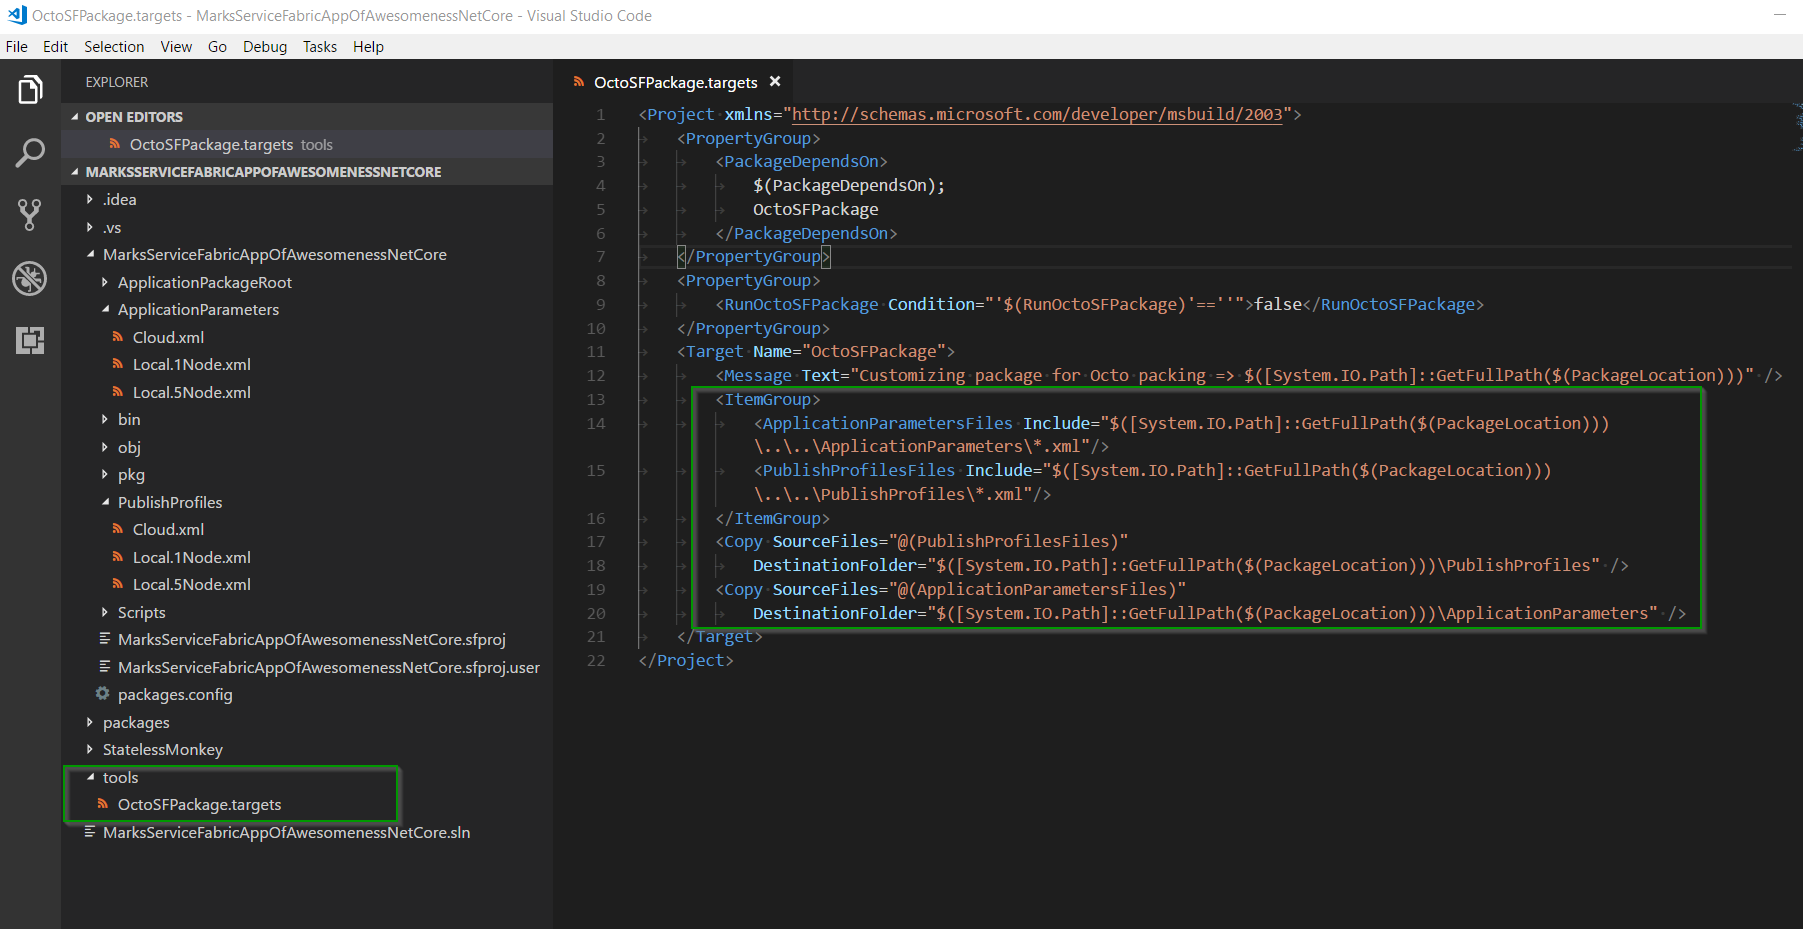 OctoSFPackage.targets - MarksServiceFabricAppOfAwesomenessNetCore - Visual Studio Code
File Edit Selection View Go Debug Tasks Help
EXPLORER
OPEN EDITORS
OctoSFPackage.targets tools
MARKSSERVICEFABRICAPPOFAWESOMENESSNETCORE
.idea
.vs
MarksServiceFabricAppOfAwesomenessNetCore
ApplicationPackageRoot
ApplicationParameters
Cloud.xml
Local.1Node.xml
Local.5Node.xml
bin
obj
pkg
PublishProfiles
Cloud.xml
Local.1Node.xml
Local.5Node.xml
Scripts
MarksServiceFabricAppOfAwesomenessNetCore.sfproj
MarksServiceFabricAppOfAwesomenessNetCore.sfproj.user
packages.config
packages
StatelessMonkey
tools
OctoSFPackage.targets
MarksServiceFabricAppOfAwesomenessNetCore.sln
OctoSFPackage.targets
1 <Project xmlns="http://schemas.microsoft.com/developer/msbuild/2003">
2 <PropertyGroup>
3 <PackageDependsOn>
4 $(PackageDependsOn);
5 OctoSFPackage
6 </PackageDependsOn>
7 </PropertyGroup>
8 <PropertyGroup>
9 <RunOctoSFPackage Condition="'$(RunOctoSFPackage)'==''">false</RunOctoSFPackage>
10 </PropertyGroup>
11 <Target Name="OctoSFPackage">
12 <Message Text="Customizing package for Octo packing => $([System.IO.Path]::GetFullPath($(PackageLocation)))" />
13 <ItemGroup>
14 <ApplicationParametersFiles Include="$([System.IO.Path]::GetFullPath($(PackageLocation)))
\..\..\ApplicationParameters\*.xml"/>
15 <PublishProfilesFiles Include="$([System.IO.Path]::GetFullPath($(PackageLocation)))
\..\..\PublishProfiles\*.xml"/>
16 </ItemGroup>
17 <Copy SourceFiles="@(PublishProfilesFiles)"
18 DestinationFolder="$([System.IO.Path]::GetFullPath($(PackageLocation)))\PublishProfiles" />
19 <Copy SourceFiles="@(ApplicationParametersFiles)"
20 DestinationFolder="$([System.IO.Path]::GetFullPath($(PackageLocation)))\ApplicationParameters" />
21 </Target>
22 </Project>